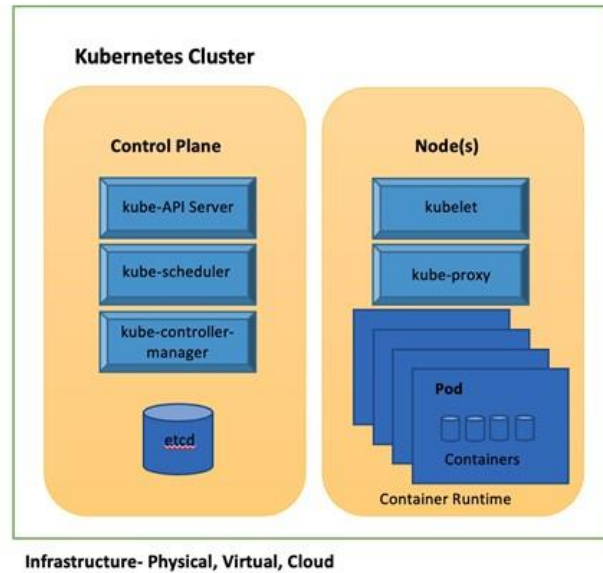 Kubernetes Cluster
Control Plane
kube-API Server
kube-scheduler
kube-controller-
manager
etcd
Node(s)
kubelet
kube-proxy
Pod
Containers
Container Runtime
Infrastructure- Physical, Virtual, Cloud